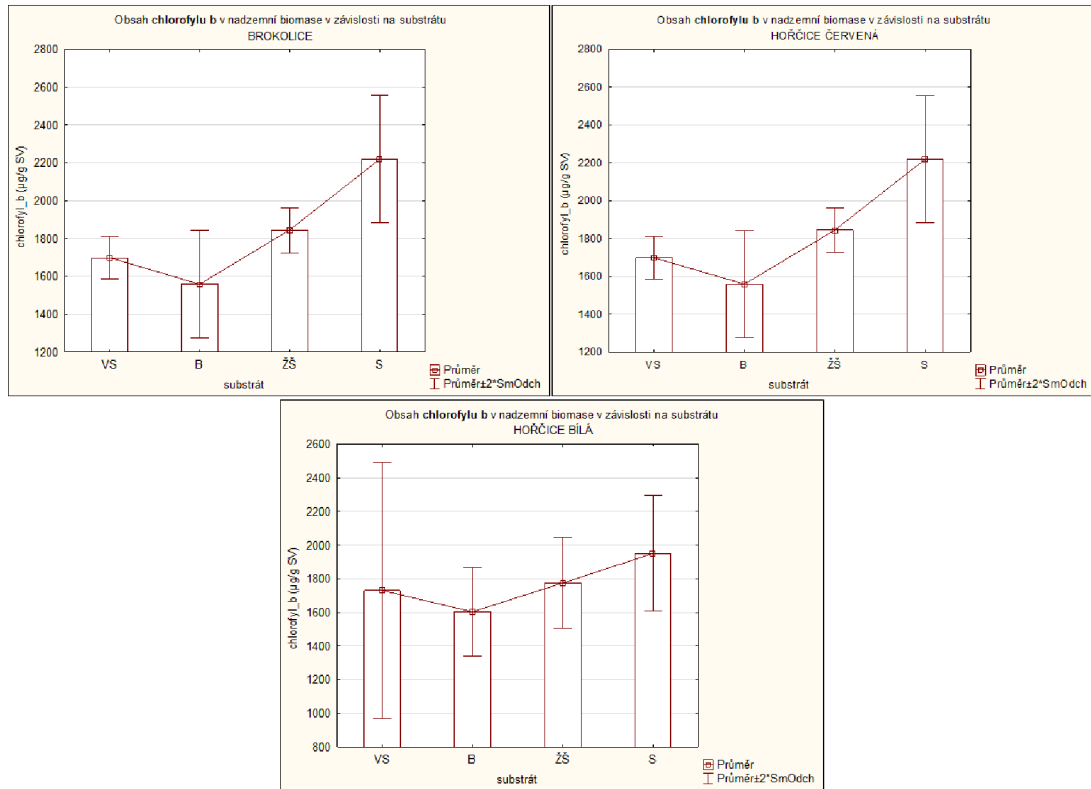 Obsah chlorofylu b v nadzemní biomase v závislosti na substrátu
BROKOLICE
2800
2600
2400
2200
2000
1800
1600
1400
1200
chlorofyl_b (µg/g SV)
VS B ŽŠ S
substrát
Průměr
Průměr±2*SmOdch
Obsah chlorofylu b v nadzemní biomase v závislosti na substrátu
HOŘČICE ČERVENÁ
2800
2600
2400
2200
2000
1800
1600
1400
1200
chlorofyl_b (µg/g SV)
VS B ŽŠ S
substrát
Průměr
Průměr±2*SmOdch
Obsah chlorofylu b v nadzemní biomase v závislosti na substrátu
HOŘČICE BÍLÁ
2600
2400
2200
2000
1800
1600
1400
1200
1000
800
chlorofyl_b (µg/g SV)
VS B ŽŠ S
substrát
Průměr
Průměr±2*SmOdch